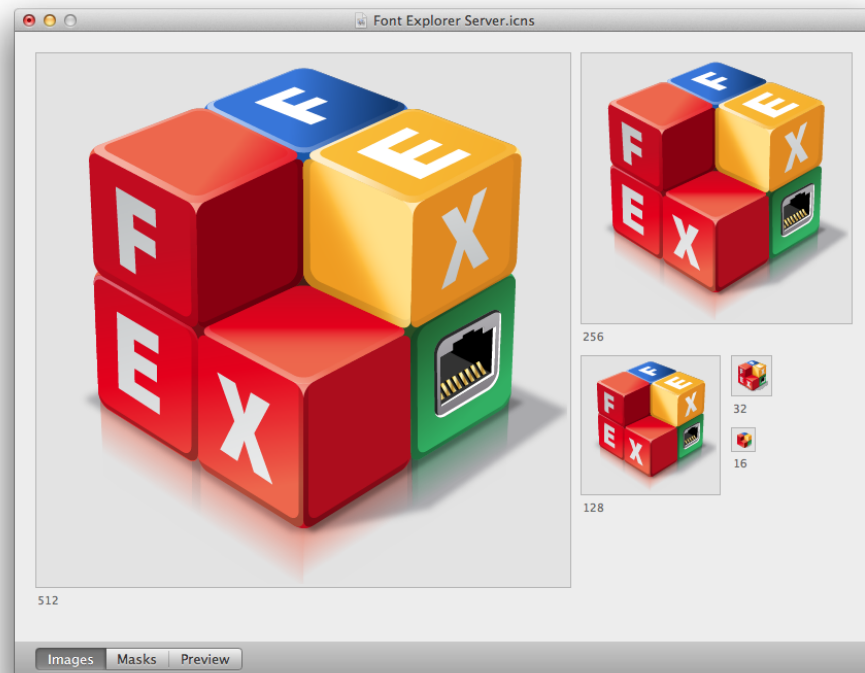 Font Explorer Server.icns
F
E
F
X
E
X
512
F
E
F
X
E
X
256
F
E
F
X
E
X
128
32
16
Images Masks Preview